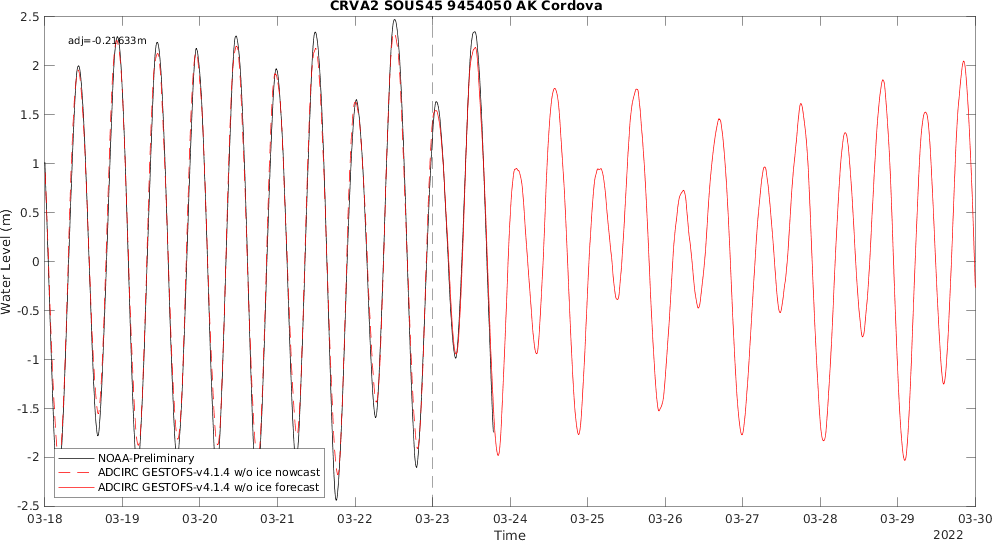 CRVA2 SOUS45 9454050 AK Cordova
adj=-0.21633m
Water Level (m)
2.5
2
1.5
1
0.5
0
-0.5
-1
-1.5
-2
-2.5
NOAA-Preliminary
ADCIRC GESTOFS-v4.1.4 w/o ice nowcast
ADCIRC GESTOFS-v4.1.4 w/o ice forecast
03-18 03-19 03-20 03-21 03-22 03-23 03-24 03-25 03-26 03-27 03-28 03-29 03-30
Time
2022